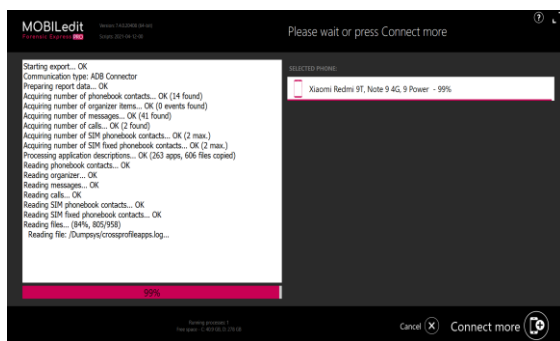 MOBILedit
Forensic Express PRO
Please wait or press Connect more
?
Starting export... OK
Communication type: ADB Connector
Preparing report data... OK
Acquiring number of phonebook contacts... OK (14 found)
Acquiring number of organizer items... OK (0 events found)
Acquiring number of messages... OK (41 found)
Acquiring number of calls... OK (2 found)
Acquiring number of SIM phonebook contacts... OK (2 max.)
Acquiring number of SIM fixed phonebook contacts... OK (2 max.)
Processing application descriptions... OK (263 apps, 606 files copied)
Reading phonebook contacts... OK
Reading organizer... OK
Reading messages... OK
Reading calls... OK
Reading SIM phonebook contacts... OK
Reading SIM fixed phonebook contacts... OK
Reading files... (84%, 805/958)
Reading file: /Dumpsys/crossprofileapps.log...
99%
SELECTED PHONE:
Xiaomi Redmi 9T, Note 9 4G, 9 Power - 99%
Running processes: 1
Cancel
Connect more